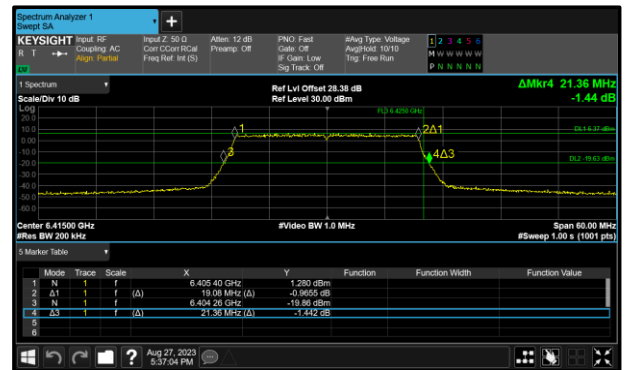 Spectrum Analyzer 1
Swept SA
+
KEYSIGHT Input: RF Input Z: 50 Ω Atten: 12 dB PNO: Fast #Avg Type: Voltage 1 2 3 4 5 6
R T Coupling: AC Corr CCorr RCal Preamp: Off Gate: Off Avg|Hold: 10/10 M W W W W W
Align: Partial Freq Ref: Int (S) IF Gain: Low Trig: Free Run
Sig Track: Off P N N N N N
1 Spectrum Ref Lvl Offset 28.38 dB ΔMkr4 21.36 MHz
Scale/Div 10 dB Ref Level 30.00 dBm -1.44 dB
Log
20.0 FL3 6.4250 GHz
10.0 1 2Δ1 DL1 6.37 dBm
0.00
-10.0 3 4Δ3
-20.0 DL2 -19.63 dBm
-30.0
-40.0
-50.0
-60.0
Center 6.41500 GHz #Video BW 1.0 MHz Span 60.00 MHz
#Res BW 200 kHz #Sweep 1.00 s (1001 pts)
5 Marker Table
Mode Trace Scale X Y Function Function Width Function Value
1 N 1 f 6.405 40 GHz 1.280 dBm
2 Δ1 1 f (Δ) 19.08 MHz (Δ) -0.9655 dB
3 N 1 f 6.404 26 GHz -19.86 dBm
4 Δ3 1 f (Δ) 21.36 MHz (Δ) -1.442 dB
5
6
? Aug 27, 2023
5:37:04 PM